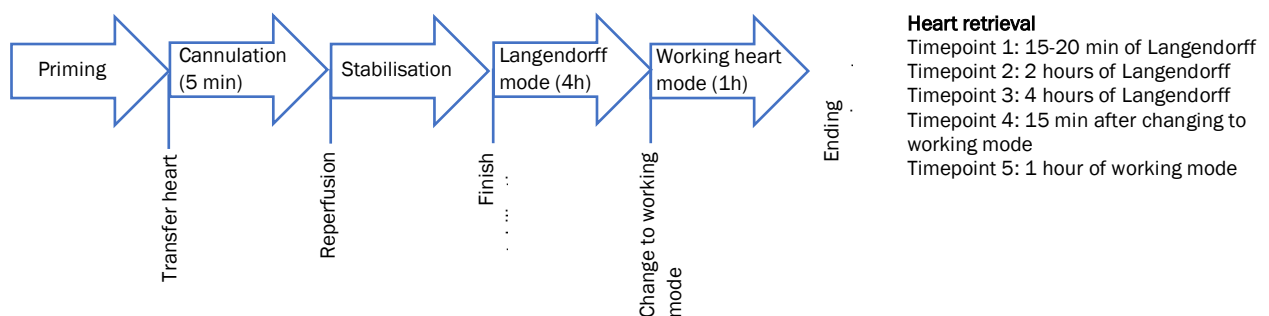 Priming
Cannulation
(5 min)
Stabilisation
Langendorff
mode (4h)
Working heart
mode (1h)
Transfer heart
Reperfusion
Finish
Change to working
mode
Ending
Heart retrieval
Timepoint 1: 15-20 min of Langendorff
Timepoint 2: 2 hours of Langendorff
Timepoint 3: 4 hours of Langendorff
Timepoint 4: 15 min after changing to
working mode
Timepoint 5: 1 hour of working mode